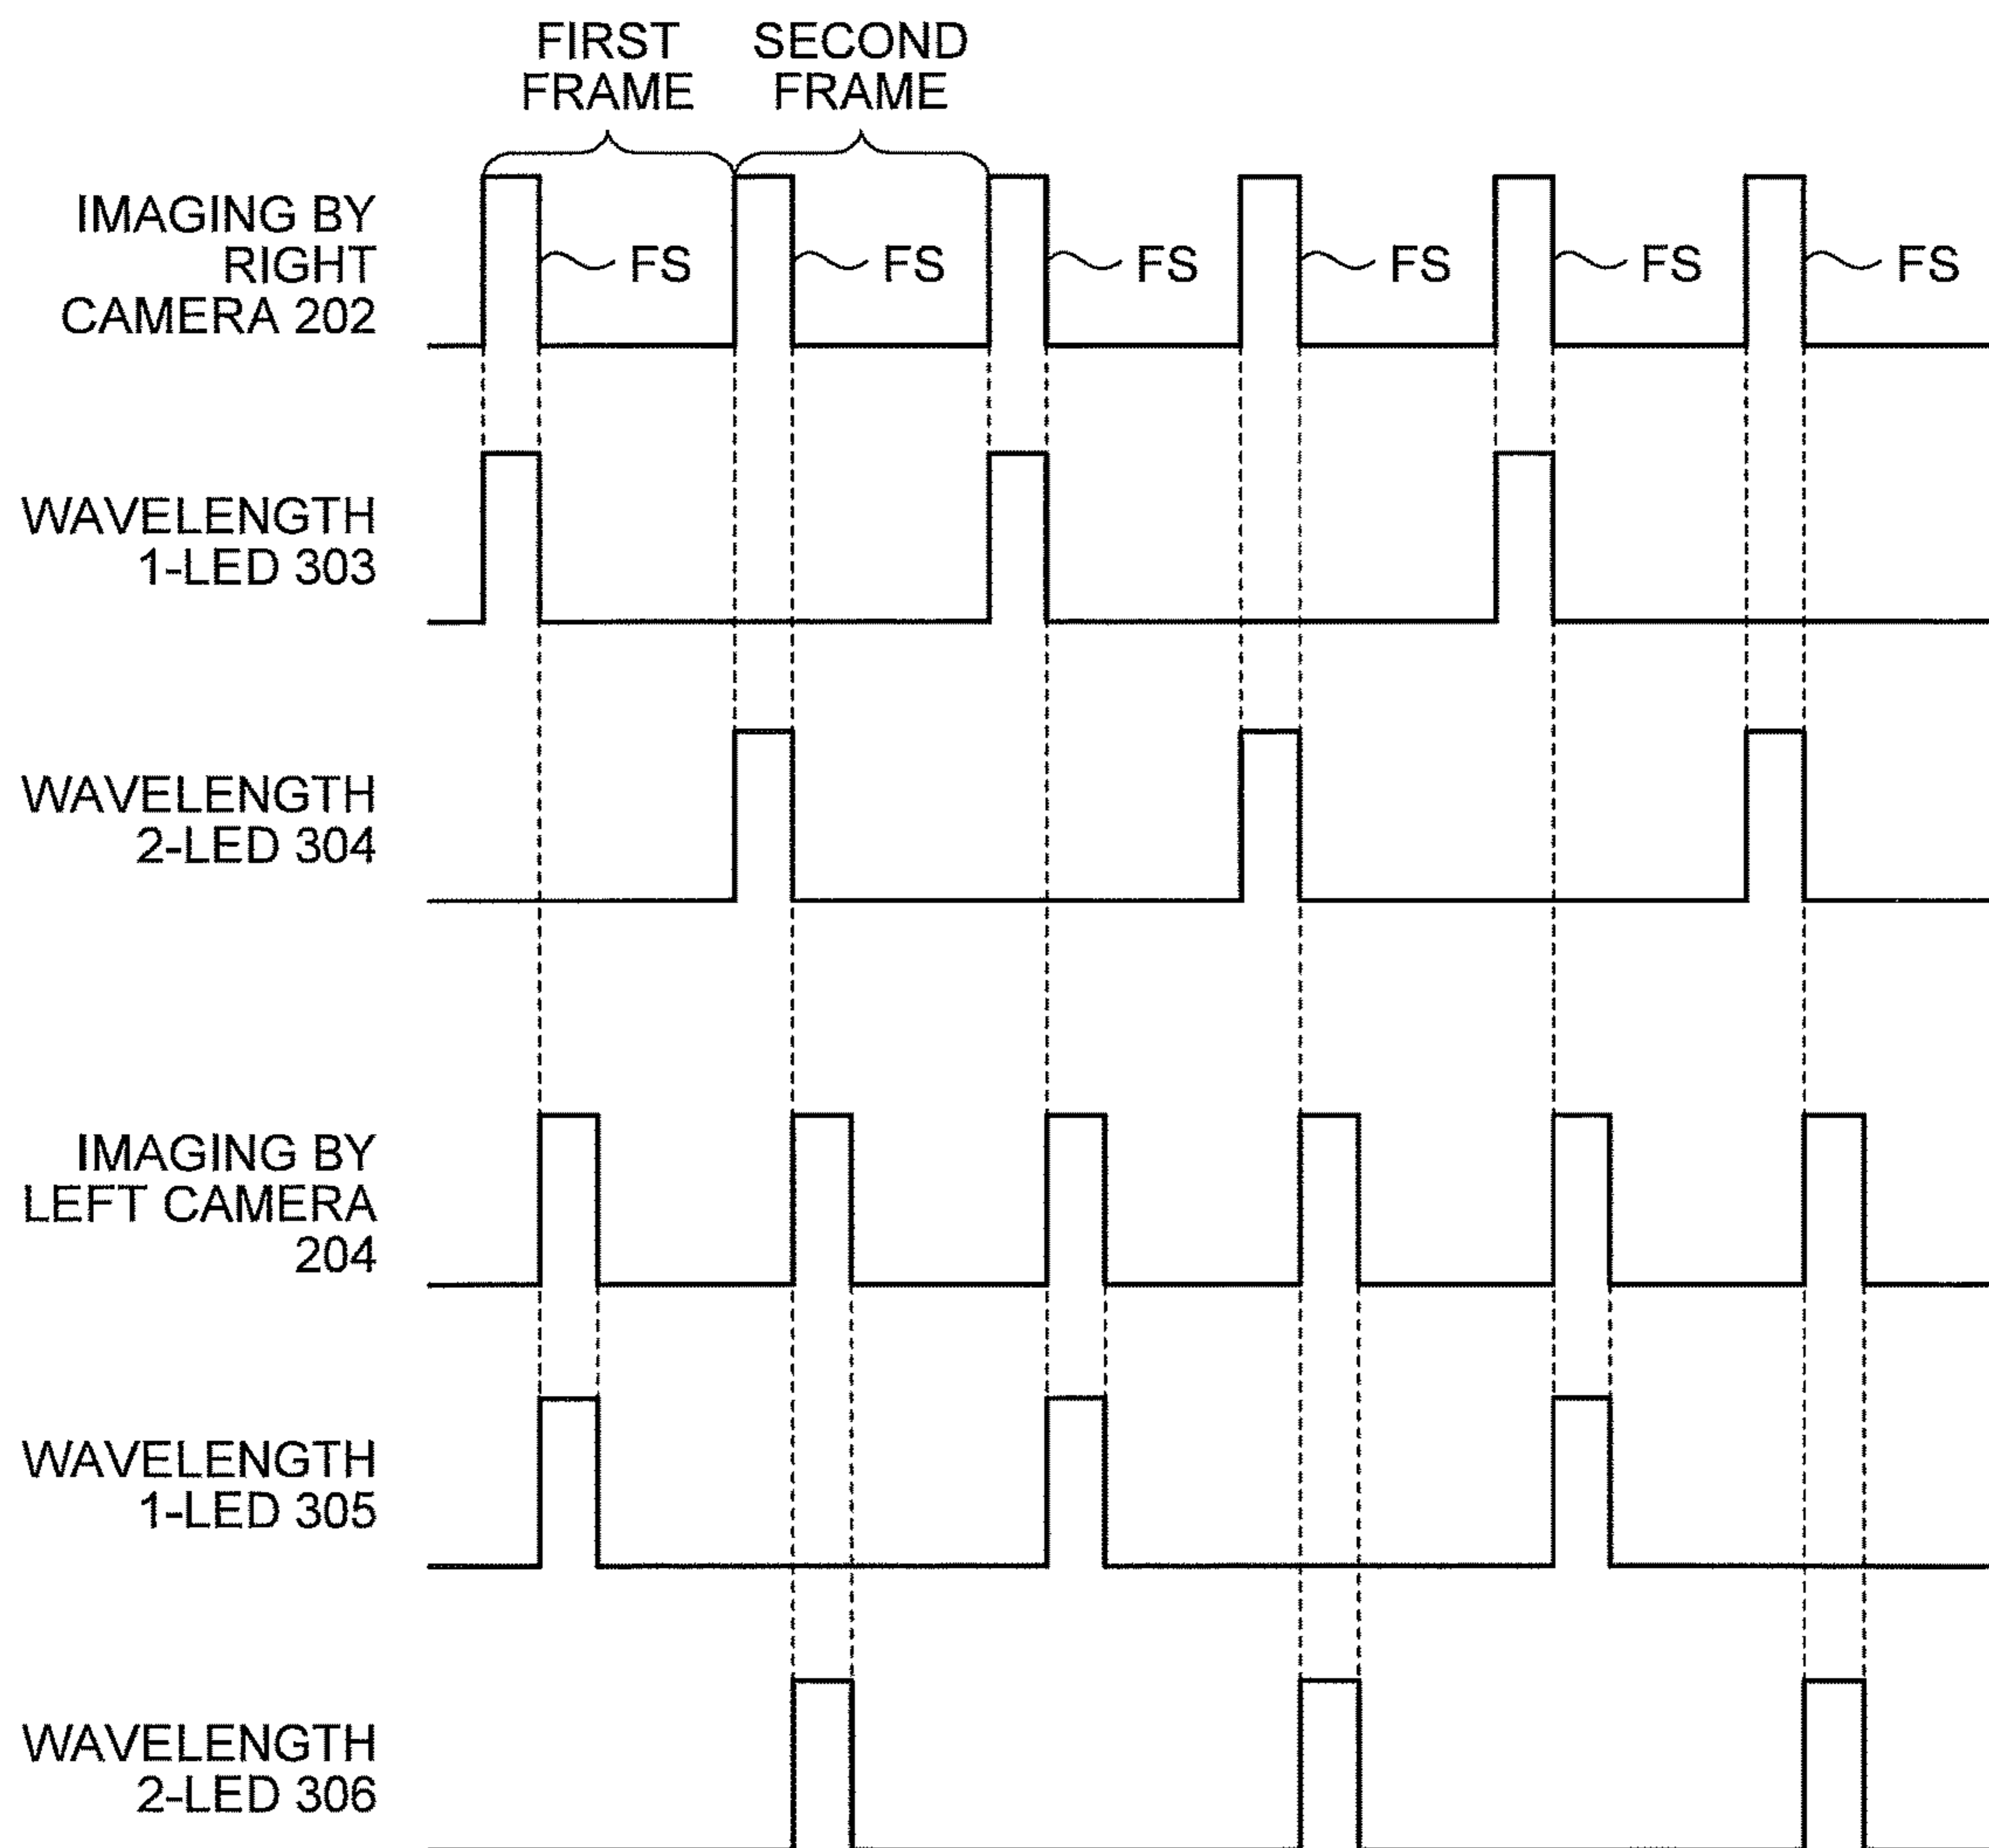 FIRST
FRAME
SECOND
FRAME
IMAGING BY
RIGHT
CAMERA 202
FS
FS
FS
FS
FS
FS
WAVELENGTH
1-LED 303
WAVELENGTH
2-LED 304
IMAGING BY
LEFT CAMERA
204
WAVELENGTH
1-LED 305
WAVELENGTH
2-LED 306